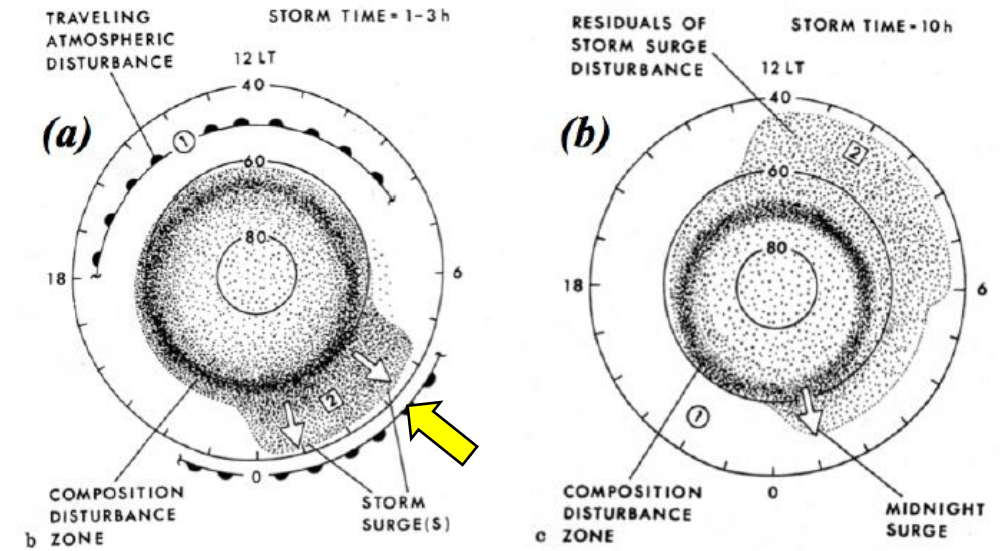 TRAVELING
ATMOSPHERIC
DISTURBANCE
STORM TIME = 1-3h
12 LT
40
(a)
1
60
80
18
6
2
0
COMPOSITION
DISTURBANCE
ZONE
STORM
SURGE(S)
b
RESIDUALS OF
STORM SURGE
DISTURBANCE
STORM TIME = 10h
12 LT
40
(b)
2
60
80
18
6
1
0
COMPOSITION
DISTURBANCE
ZONE
MIDNIGHT
SURGE
c